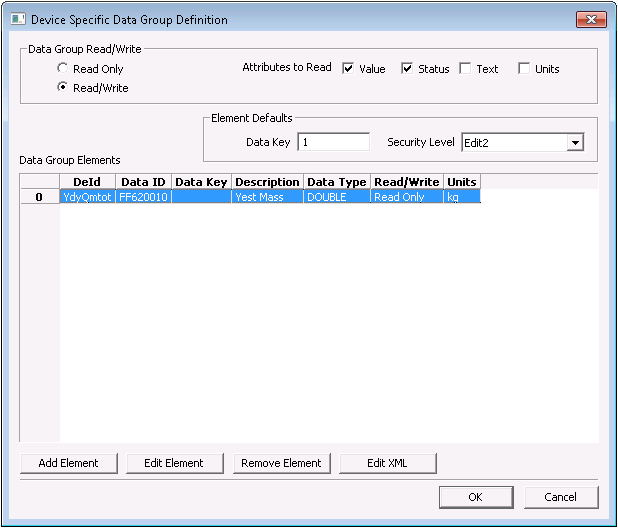 Device Specific Data Group Definition
Data Group Read/Write
Read Only
Read/Write
Attributes to Read Value Status Text Units
Element Defaults
Data Key 1 Security Level Edit2
Data Group Elements
DeId Data ID Data Key Description Data Type Read/Write Units
0 YdyQmtot FF620010 Yest Mass DOUBLE Read Only kg
Add Element Edit Element Remove Element Edit XML
OK Cancel